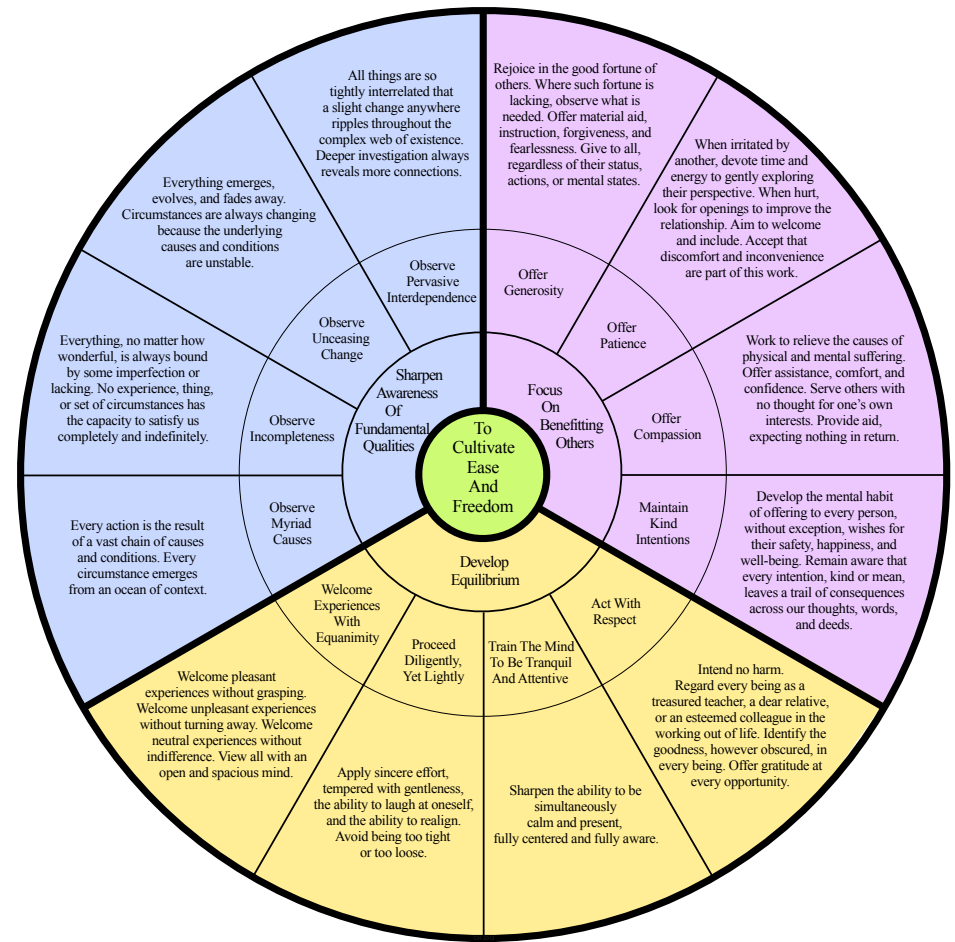 To
Cultivate
Ease
And
Freedom
Focus
On
Benefitting
Others
Offer
Generosity
Rejoice in the good fortune of
others. Where such fortune is
lacking, observe what is
needed. Offer material aid,
instruction, forgiveness, and
fearlessness. Give to all,
regardless of their status,
actions, or mental states.
Offer
Patience
When irritated by
another, devote time and
energy to gently exploring
their perspective. When hurt,
look for openings to improve the
relationship. Aim to welcome
and include. Accept that
discomfort and inconvenience
are part of this work.
Offer
Compassion
Work to relieve the causes of
physical and mental suffering.
Offer assistance, comfort, and
confidence. Serve others with
no thought for one's own
interests. Provide aid,
expecting nothing in return.
Maintain
Kind
Intentions
Develop the mental habit
of offering to every person,
without exception, wishes for
their safety, happiness, and
well-being. Remain aware that
every intention, kind or mean,
leaves a trail of consequences
across our thoughts, words,
and deeds.
Develop
Equilibrium
Act With
Respect
Intend no harm.
Regard every being as a
treasured teacher, a dear relative,
or an esteemed colleague in the
working out of life. Identify the
goodness, however obscured, in
every being. Offer gratitude at
every opportunity.
Train The Mind
To Be Tranquil
And Attentive
Sharpen the ability to be
simultaneously
calm and present,
fully centered and fully aware.
Proceed
Diligently,
Yet Lightly
Apply sincere effort,
tempered with gentleness,
the ability to laugh at oneself,
and the ability to realign.
Avoid being too tight
or too loose.
Welcome
Experiences
With
Equanimity
Welcome pleasant
experiences without grasping.
Welcome unpleasant experiences
without turning away. Welcome
neutral experiences without
indifference. View all with an
open and spacious mind.
Sharpen
Awareness
Of
Fundamental
Qualities
Observe
Myriad
Causes
Every action is the result
of a vast chain of causes
and conditions. Every
circumstance emerges
from an ocean of context.
Observe
Incompleteness
Everything, no matter how
wonderful, is always bound
by some imperfection or
lacking. No experience, thing,
or set of circumstances has
the capacity to satisfy us
completely and indefinitely.
Observe
Unceasing
Change
Everything emerges,
evolves, and fades away.
Circumstances are always changing
because the underlying
causes and conditions
are unstable.
Observe
Pervasive
Interdependence
All things are so
tightly interrelated that
a slight change anywhere
ripples throughout the
complex web of existence.
Deeper investigation always
reveals more connections.